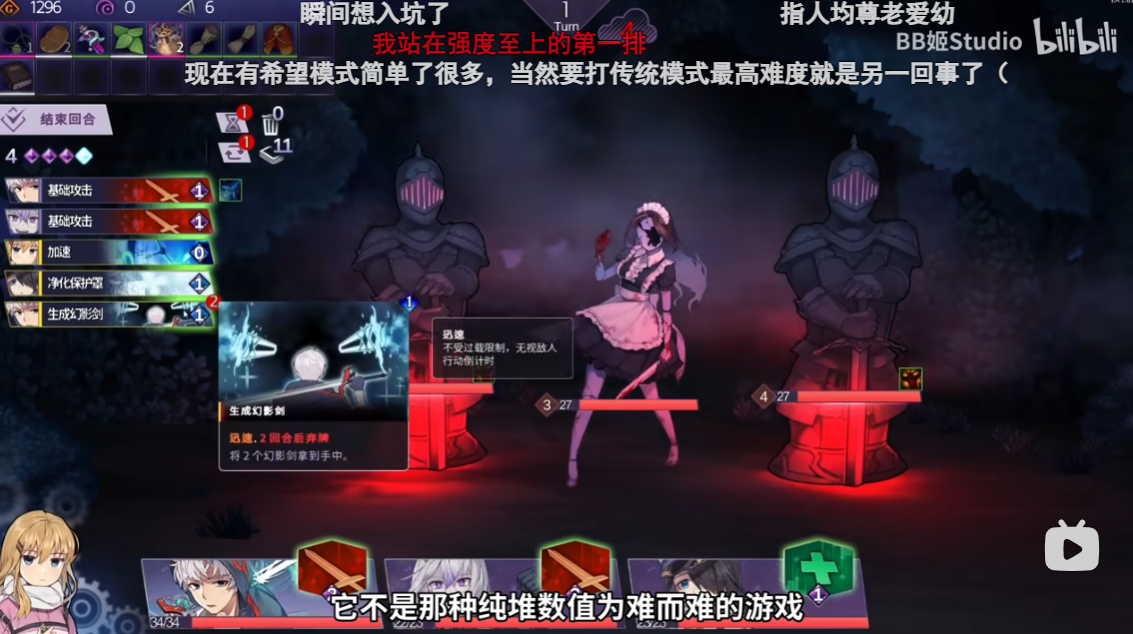 1296
0
6
1
Turn
瞬间想入坑了
指人均尊老爱幼
我站在强度至上的第一排
BB姬Studio
bilibili
现在有希望模式简单了很多，当然要打传统模式最高难度就是另一回事了（
1
2
2
结束回合
1
0
1
11
4
基础攻击
1
基础攻击
1
加速
0
净化保护罩
1
生成幻影剑
1
2
1
迅速
不受过载限制，无视敌人
行动倒计时
生成幻影剑
迅速. 2回合后弃牌
将2个幻影剑拿到手中。
3
27
4
27
34/34
22/23
23/23
1
它不是那种纯堆数值为难而难的游戏